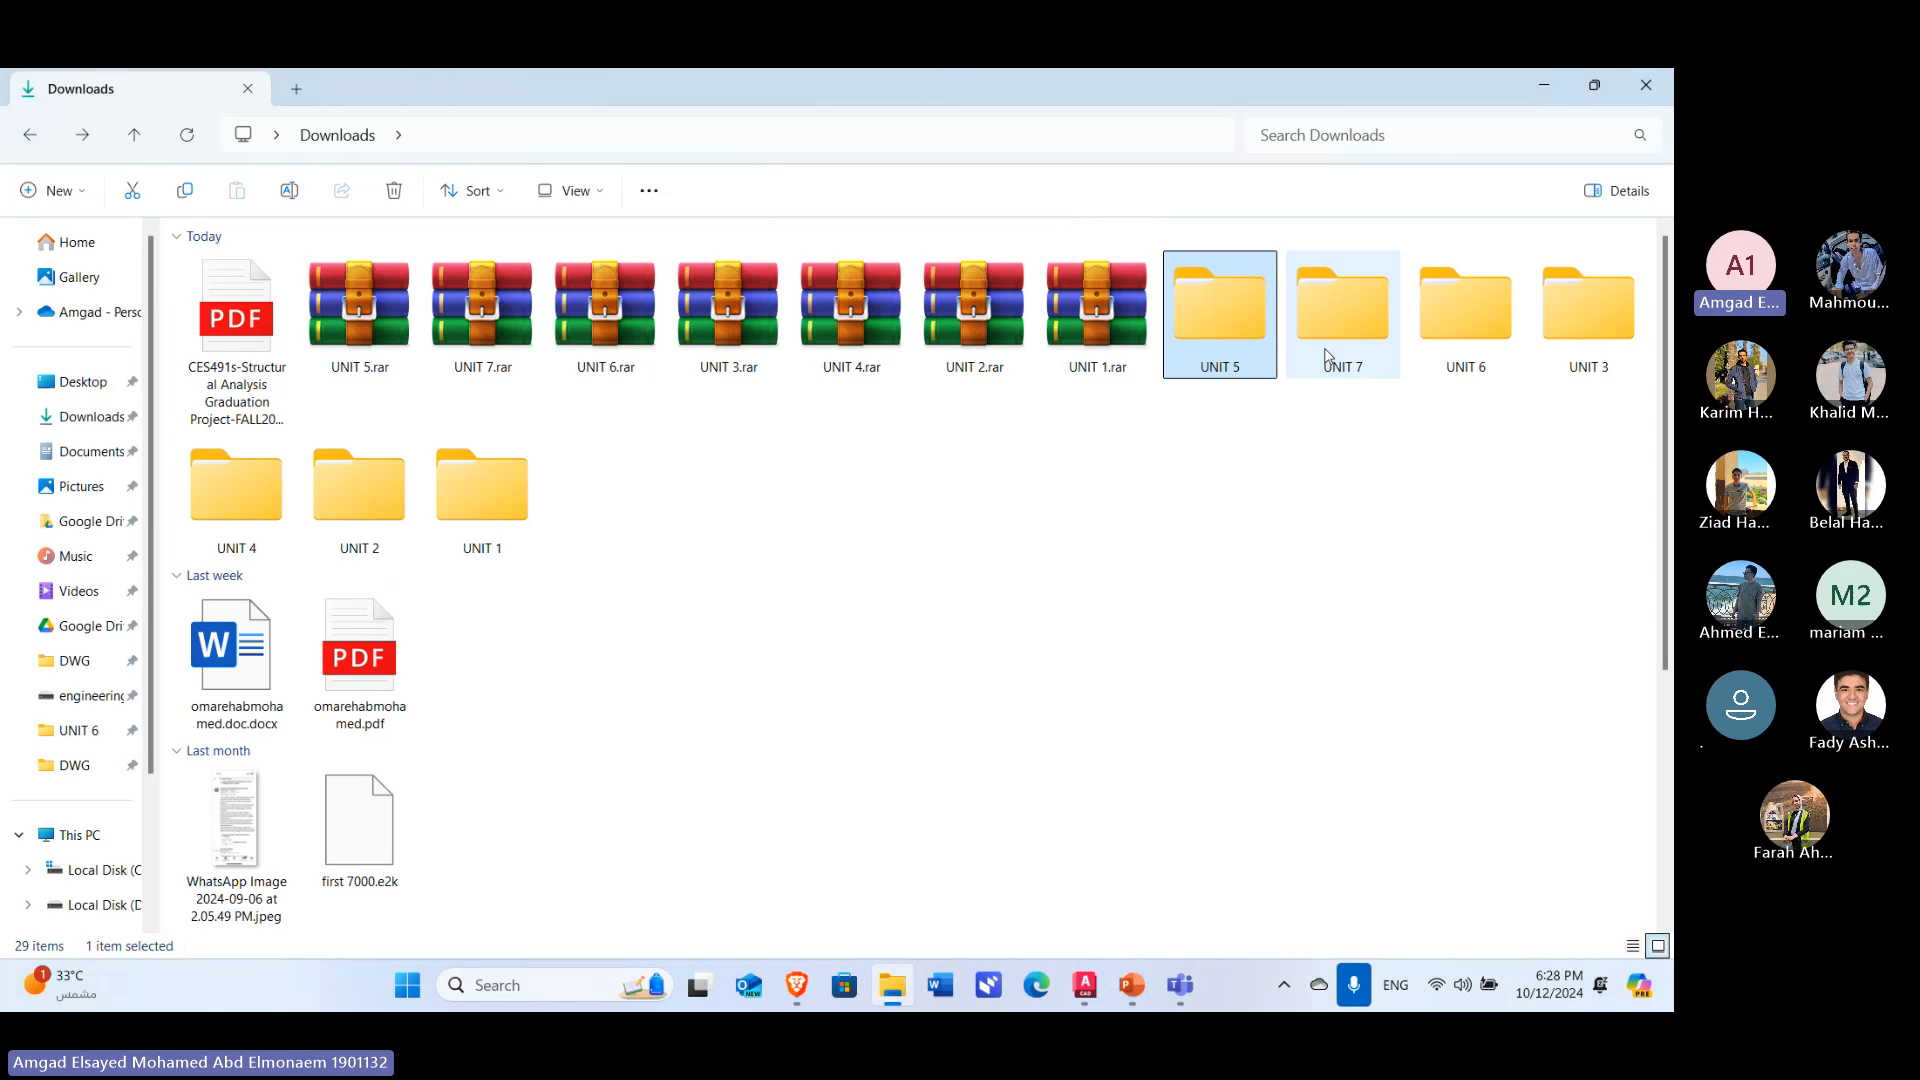 Downloads
Downloads
Search Downloads
New
Sort
View
Details
Home
Gallery
Amgad - Perso
Desktop
Downloads
Documents
Pictures
Google Dri
Music
Videos
Google Dri
DWG
engineering
UNIT 6
DWG
This PC
Local Disk (C
Local Disk (D
Today
PDF
CES491s-Structur
al Analysis
Graduation
Project-FALL20...
UNIT 5.rar
UNIT 7.rar
UNIT 6.rar
UNIT 3.rar
UNIT 4.rar
UNIT 2.rar
UNIT 1.rar
UNIT 5
UNIT 7
UNIT 6
UNIT 3
UNIT 4
UNIT 2
UNIT 1
Last week
W
PDF
omarehabmoha
med.doc.docx
omarehabmoha
med.pdf
Last month
WhatsApp Image
2024-09-06 at
2.05.49 PM.jpeg
first 7000.e2k
29 items
1 item selected
1
33°C
مشمس
Search
NEW
W
A
CAD
P
T
ENG
6:28 PM
10/12/2024
PRE
A1
Amgad E...
Mahmou...
Karim H...
Khalid M...
Ziad Ha...
Belal Ha...
Ahmed E...
M2
mariam ...
.
Fady Ash...
Farah Ah...
Amgad Elsayed Mohamed Abd Elmonaem 1901132